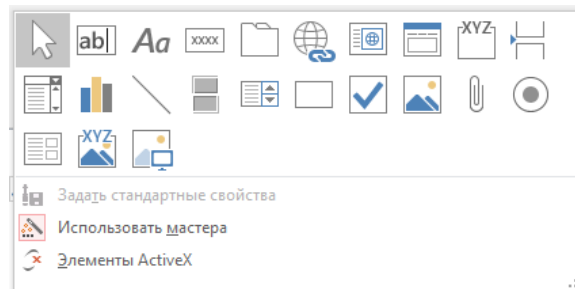 ab Aa xxxx XYZ
XYZ
Задать стандартные свойства
Использовать мастера
Элементы ActiveX